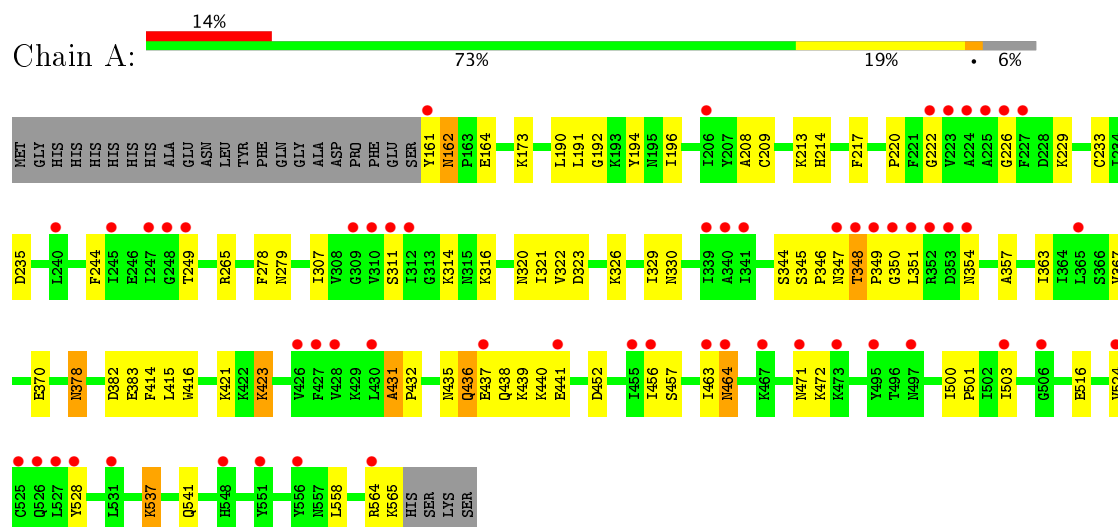 14%
Chain A:
73% 19% • 6%
MET GLY HIS HIS HIS HIS HIS HIS ALA GLU ASN LEU TYR PHE GLN GLY ALA ASP PRO PHE GLU SER Y161 N162 P163 E164 K173 L190 L191 G192 K193 Y194 N195 I196 I206 Y207 A208 C209 K213 H214 F217 P220 F221 G222 V223 A224 A225 G226 F227 D228 K229 C233 I234
D235 L240 F244 I245 E246 I247 G248 T249 R265 F278 N279 I307 V308 G309 V310 S311 I312 G313 K314 N315 K316 N320 I321 V322 D323 K326 I329 N330 I339 A340 I341 S344 S345 P346 N347 T348 P349 G350 L351 R352 D353 N354 A357 I363 I364 L365 S366 V367
E370 N378 D382 E383 F414 L415 W416 K421 K422 K423 V426 F427 V428 K429 L430 A431 P432 N435 Q436 E437 Q438 K439 K440 E441 D452 I455 I456 S457 I463 N464 K467 N471 K472 K473 Y495 T496 N497 I500 P501 I502 I503 G506 E516 V524
C525 Q526 L527 Y528 L531 K537 Q541 H548 Y551 Y556 N557 L558 R564 K565 HIS SER LYS SER